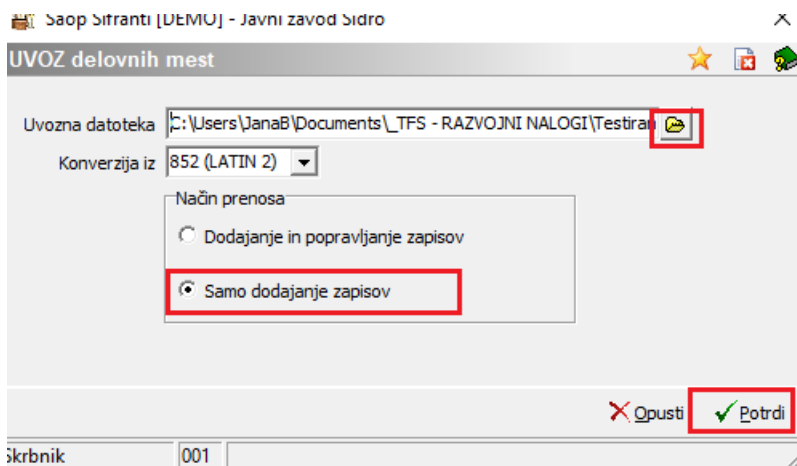 Saop Šifranti [DEMO] - Javni zavod Sidro
UVOZ delovnih mest
Uvozna datoteka C:\Users\JanaB\Documents\_TFS - RAZVOJNI NALOGI\Testiran
Konverzija iz 852 (LATIN 2)
Način prenosa
Dodajanje in popravljanje zapisov
Samo dodajanje zapisov
Opusti Potrdi
Skrbnik 001